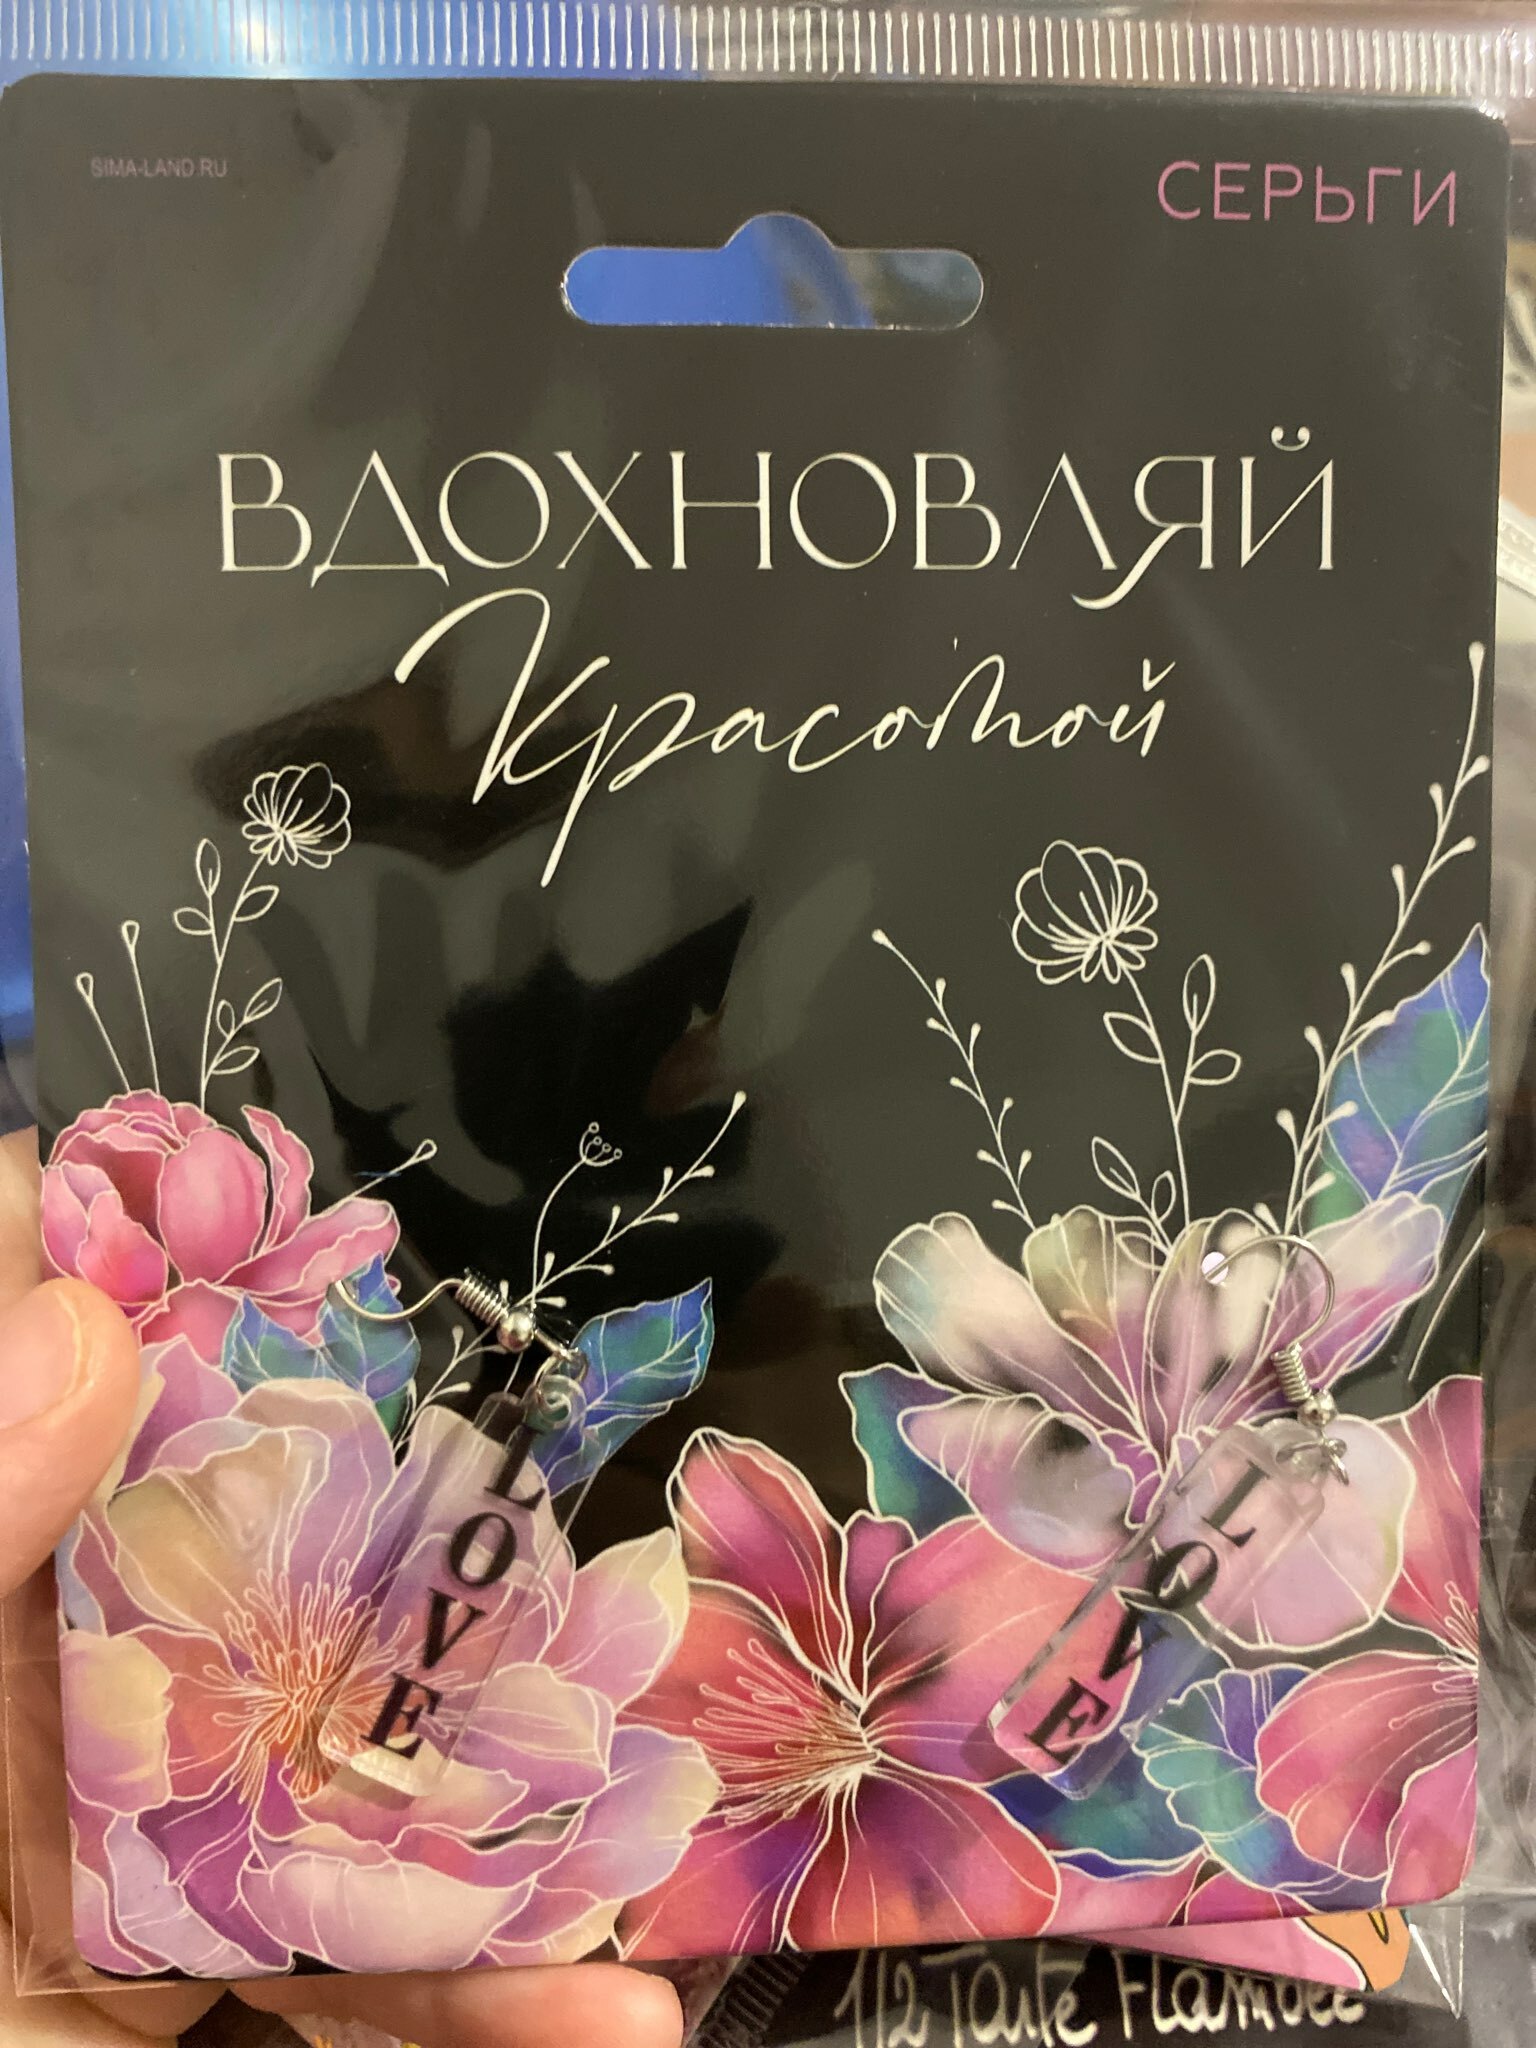 SIMA-LAND.RU
СЕРЬГИ
ВДОХНОВЛЯЙ
Красотой
LOVE
LOVE
1/2 Tarte Flambée